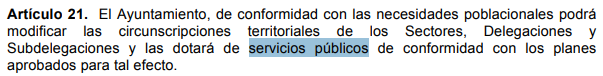 Artículo 21. El Ayuntamiento, de conformidad con las necesidades poblacionales podrá
modificar las circunscripciones territoriales de los Sectores, Delegaciones y
Subdelegaciones y las dotará de servicios públicos de conformidad con los planes
aprobados para tal efecto.